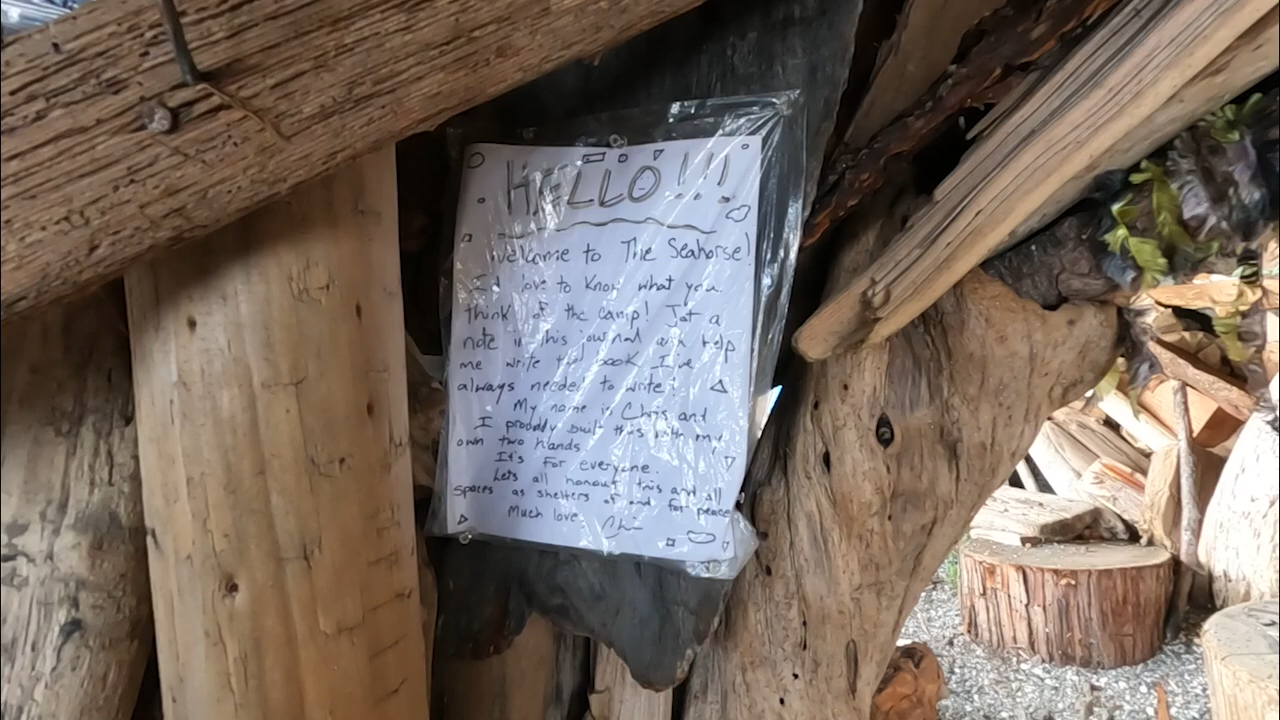 HELLO!!!
Welcome to The Seahorse!
I'd love to know what you
think of the camp! Jot a
note in this journal and help
me write the book I've
always needed to write!
My name is Chris and
I proudly built this with my
own two hands
It's for everyone.
Lets all honour this and all
spaces as shelters of and for peace
Much love,